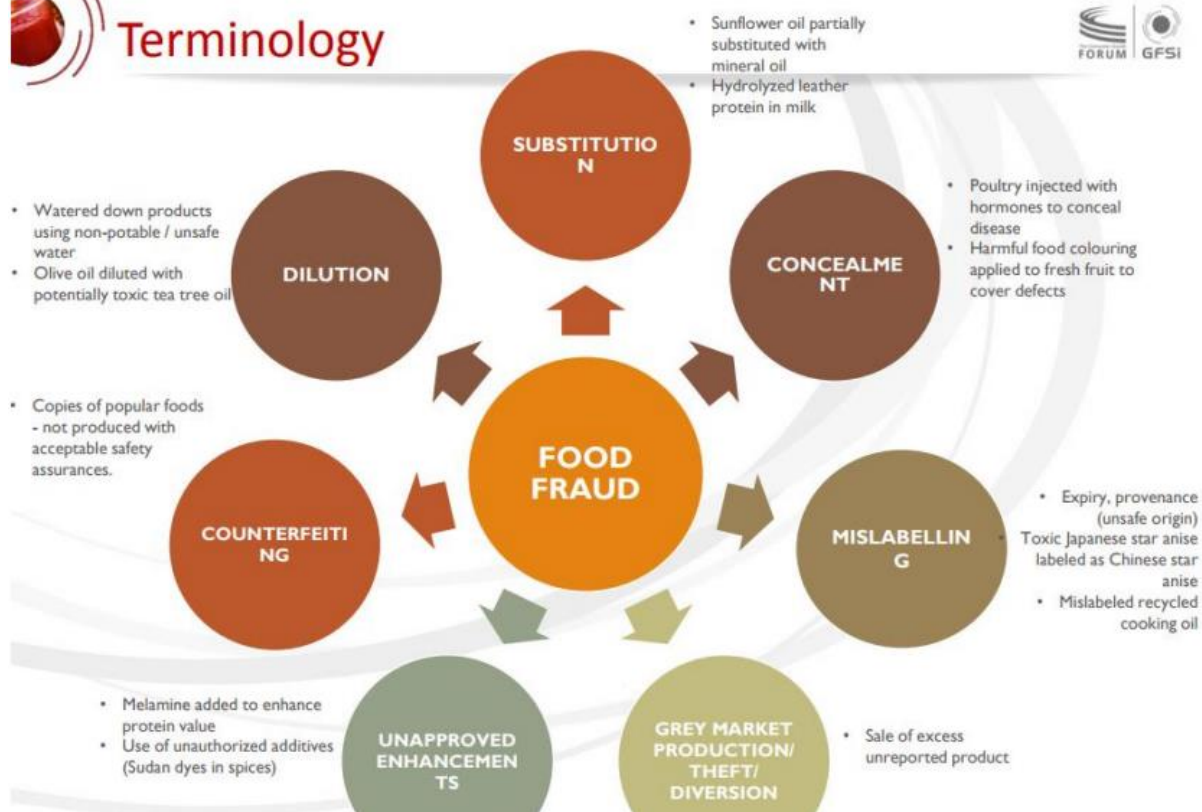 Terminology
FORUM
GFSi
• Sunflower oil partially
substituted with
mineral oil
• Hydrolyzed leather
protein in milk
SUBSTITUTIO
N
• Poultry injected with
hormones to conceal
disease
• Harmful food colouring
applied to fresh fruit to
cover defects
CONCEALME
NT
• Watered down products
using non-potable / unsafe
water
• Olive oil diluted with
potentially toxic tea tree oil
DILUTION
FOOD
FRAUD
• Copies of popular foods
- not produced with
acceptable safety
assurances.
COUNTERFEITI
NG
MISLABELLIN
G
• Expiry, provenance
(unsafe origin)
• Toxic Japanese star anise
labeled as Chinese star
anise
• Mislabeled recycled
cooking oil
• Melamine added to enhance
protein value
• Use of unauthorized additives
(Sudan dyes in spices)
UNAPPROVED
ENHANCEMEN
TS
GREY MARKET
PRODUCTION/
THEFT/
DIVERSION
• Sale of excess
unreported product